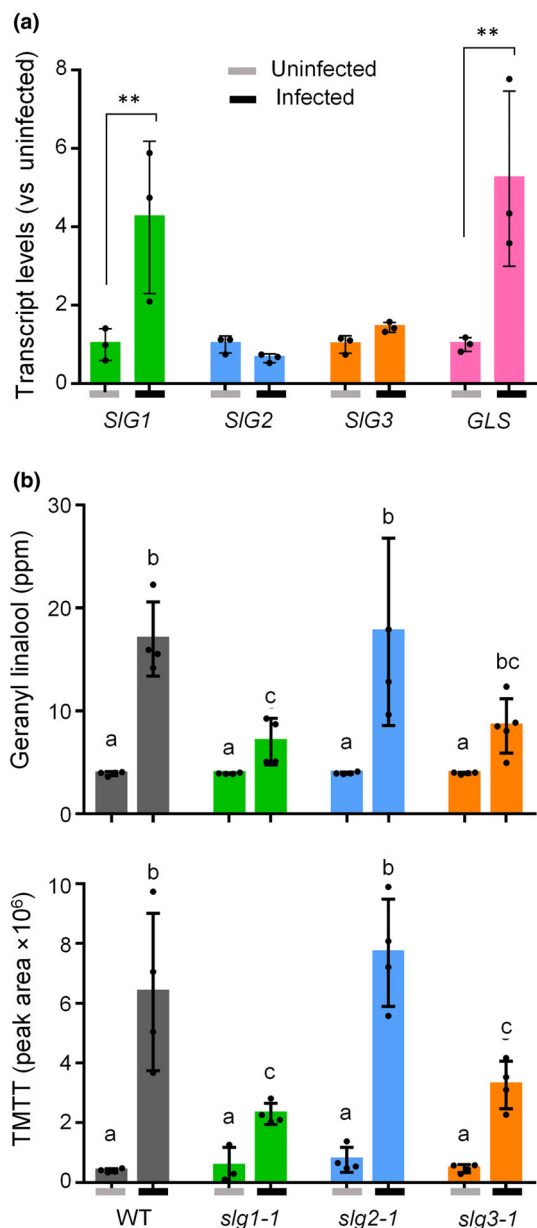 (a)
Transcript levels (vs uninfected)
8
6
4
2
0
Uninfected
Infected
**
**
SlG1
SlG2
SlG3
GLS
(b)
Geranyl linalool (ppm)
30
20
10
0
a
b
a
c
a
b
a
bc
TMTT (peak area ×10⁶)
10
8
6
4
2
0
a
b
a
c
a
b
a
c
WT
slg1-1
slg2-1
slg3-1